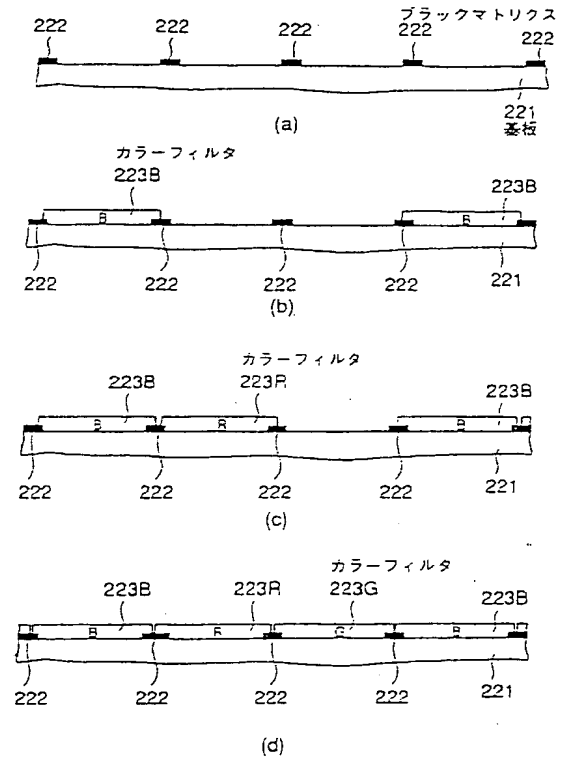 ブラックマトリクス
222 222 222 222 222
221
基板
(a)
カラーフィルタ
223B 223B
B B
222 222 222 222 221
(b)
カラーフィルタ
223B 223R 223B
B R B
222 222 222 222 221
(c)
カラーフィルタ
223B 223R 223G 223B
B R G B
222 222 222 222 221
(d)